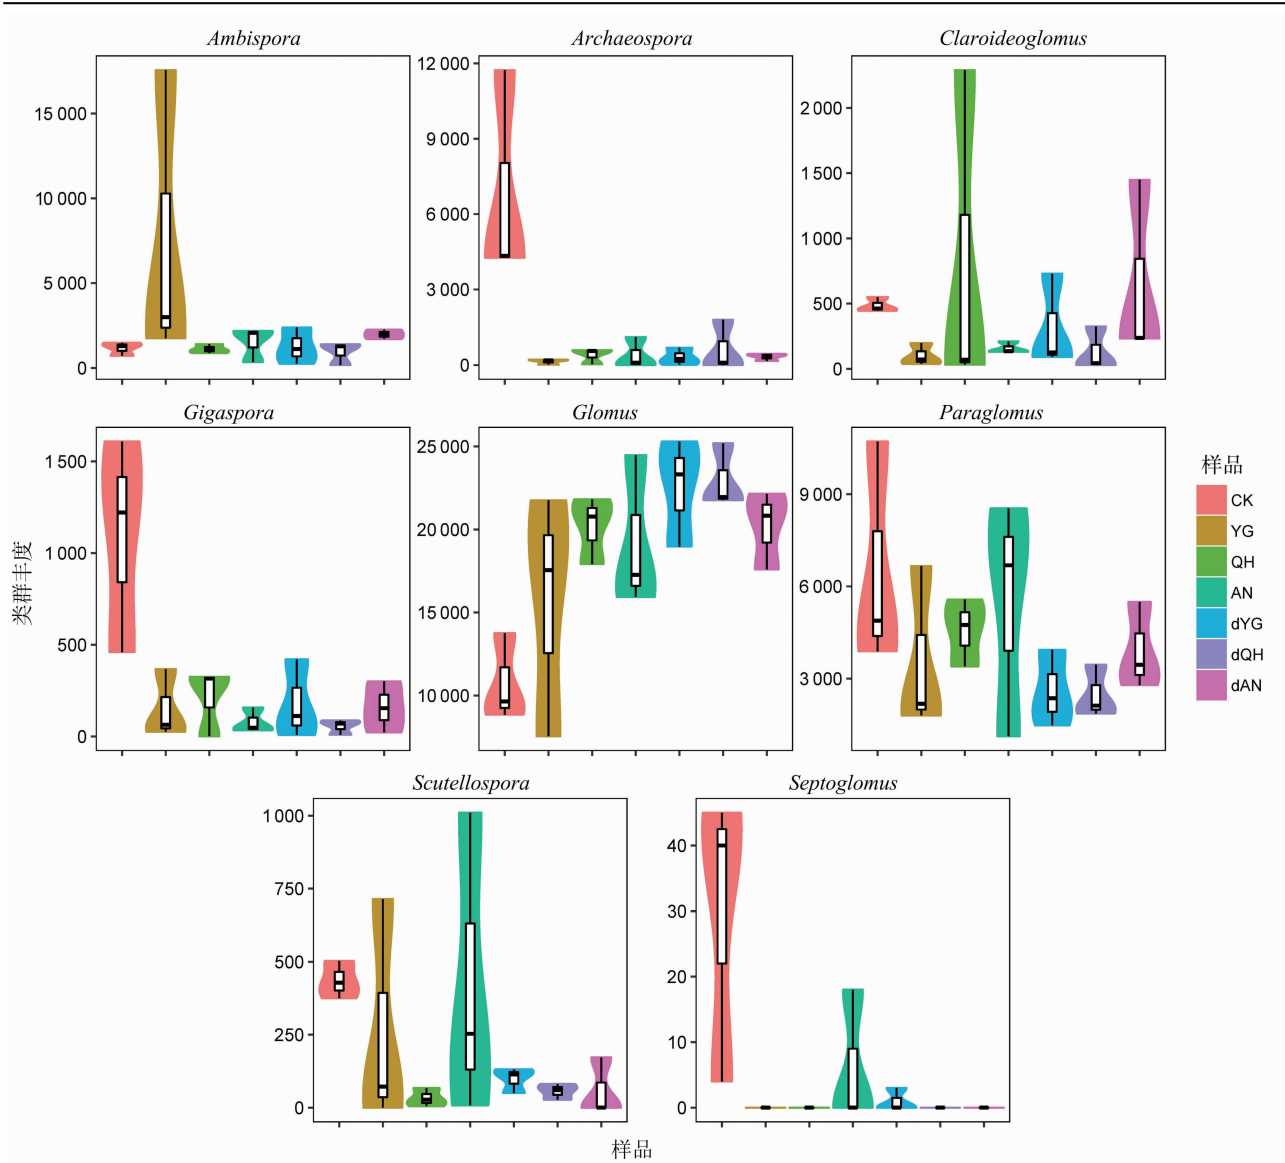 Ambispora
Archaeospora
Claroideoglomus
15 000
10 000
5 000
0
12 000
9 000
6 000
3 000
0
2 000
1 500
1 000
500
0
Gigaspora
Glomus
Paraglomus
1 500
1 000
500
0
25 000
20 000
15 000
10 000
9 000
6 000
3 000
类群丰度
样品
CK
YG
QH
AN
dYG
dQH
dAN
Scutellospora
Septoglomus
1 000
750
500
250
0
40
30
20
10
0
样品